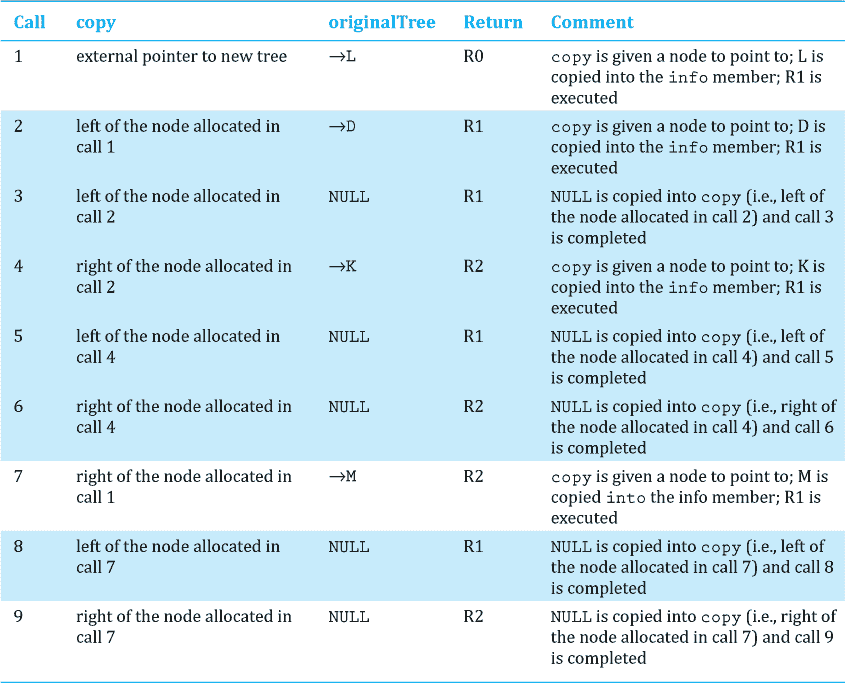 Call copy originalTree Return Comment
1 external pointer to new tree →L R0 copy is given a node to point to; L is
copied into the info member; R1 is
executed
2 left of the node allocated in →D R1 copy is given a node to point to; D is
call 1 copied into the info member; R1 is
executed
3 left of the node allocated in NULL R1 NULL is copied into copy (i.e., left of
call 2 the node allocated in call 2) and call 3
is completed
4 right of the node allocated in →K R2 copy is given a node to point to; K is
call 2 copied into the info member; R1 is
executed
5 left of the node allocated in NULL R1 NULL is copied into copy (i.e., left of
call 4 the node allocated in call 4) and call 5
is completed
6 right of the node allocated in NULL R2 NULL is copied into copy (i.e., right of
call 4 the node allocated in call 4) and call 6
is completed
7 right of the node allocated in →M R2 copy is given a node to point to; M is
call 1 copied into the info member; R1 is
executed
8 left of the node allocated in NULL R1 NULL is copied into copy (i.e., left of
call 7 the node allocated in call 7) and call 8
is completed
9 right of the node allocated in NULL R2 NULL is copied into copy (i.e., right of
call 7 the node allocated in call 7) and call 9
is completed